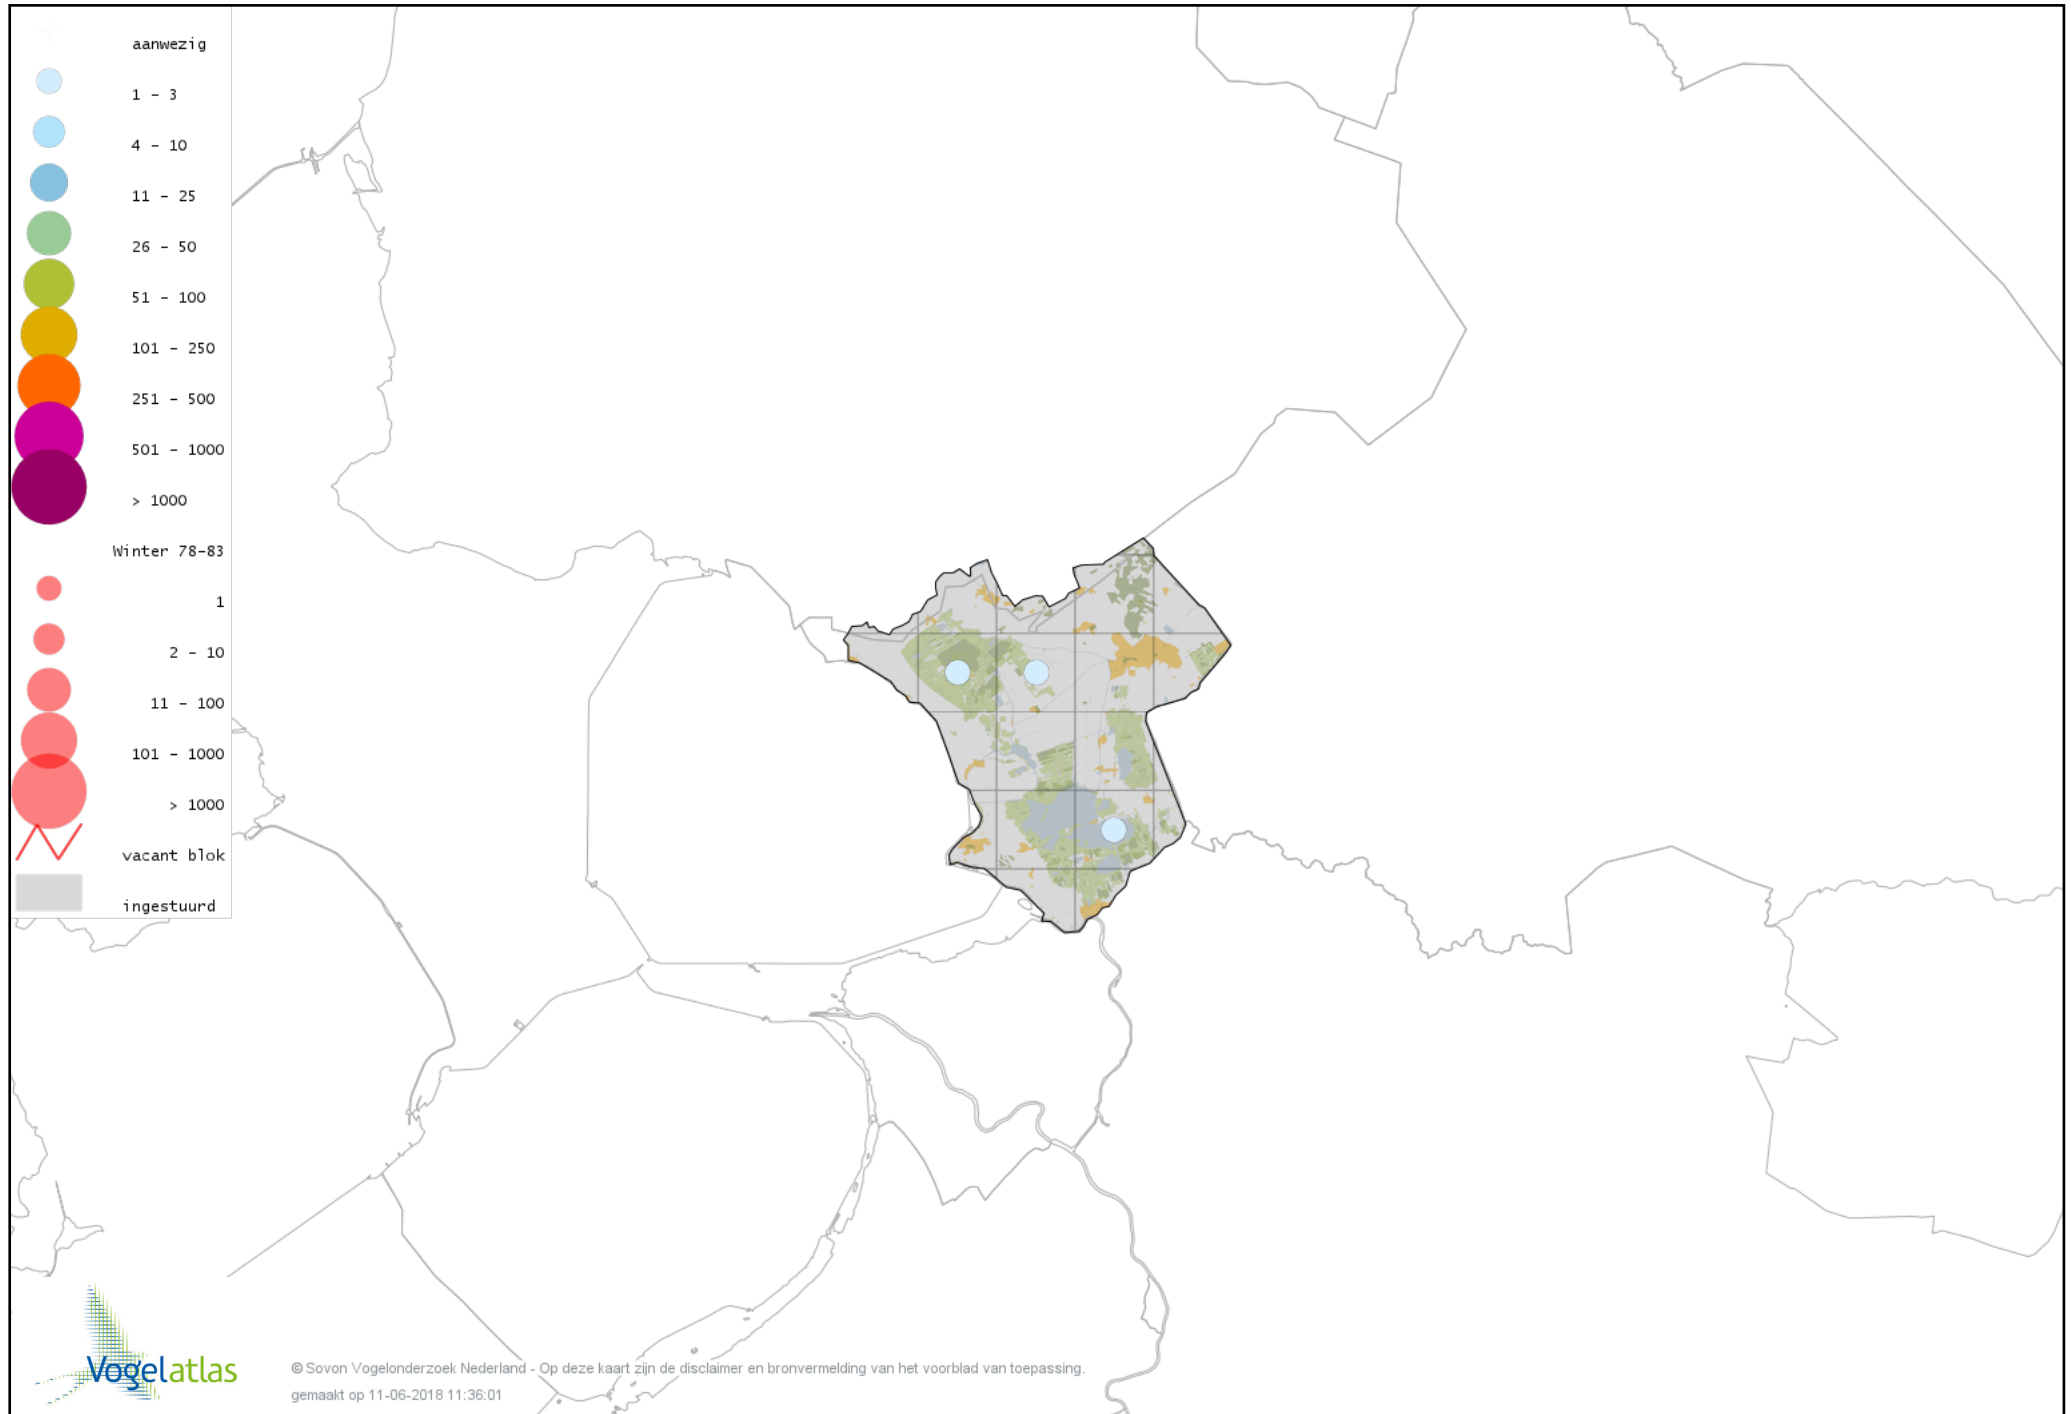 aanwezig
1 - 3
4 - 10
11 - 25
26 - 50
51 - 100
101 - 250
251 - 500
501 - 1000
> 1000
Winter 78-83
1
2 - 10
11 - 100
101 - 1000
> 1000
vacant blok
ingestuurd
Vogelatlas
© Sovon Vogelonderzoek Nederland - Op deze kaart zijn de disclaimer en bronvermelding van het voorblad van toepassing.
gemaakt op 11-06-2018 11:36:01